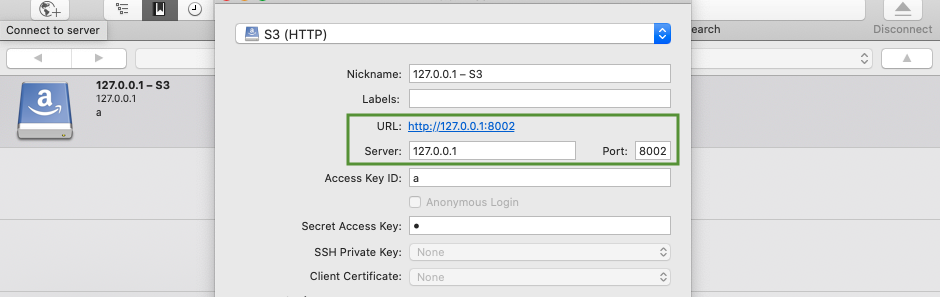 S3 (HTTP)
earch
Disconnect
Connect to server
127.0.0.1 – S3
127.0.0.1
a
Nickname: 127.0.0.1 – S3
Labels:
URL: http://127.0.0.1:8002
Server: 127.0.0.1 Port: 8002
Access Key ID: a
Anonymous Login
Secret Access Key: •
SSH Private Key: None
Client Certificate: None